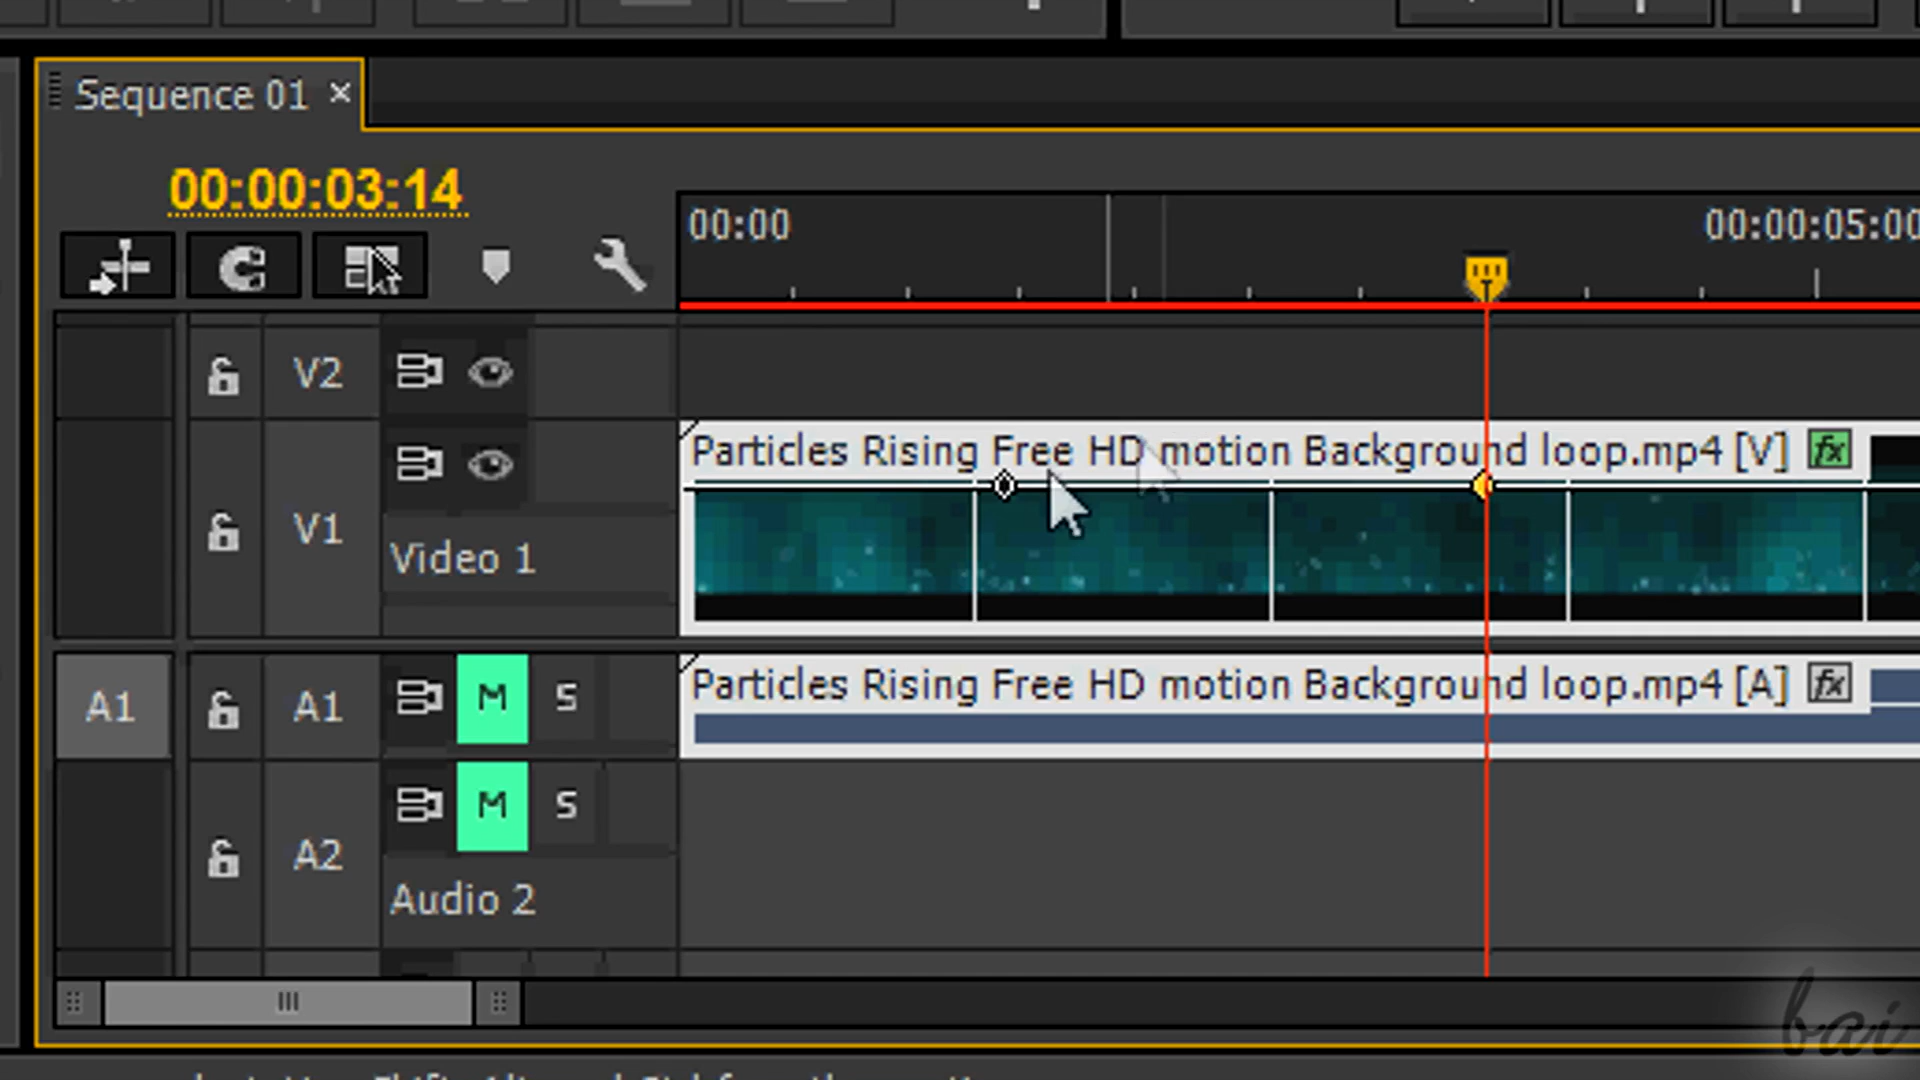 Sequence 01 ×
00:00:03:14
00:00
00:00:05:00
V2
Particles Rising Free HD motion Background loop.mp4 [V] fx
V1
Video 1
A1 A1 M S
Particles Rising Free HD motion Background loop.mp4 [A] fx
M S
A2
Audio 2
bai